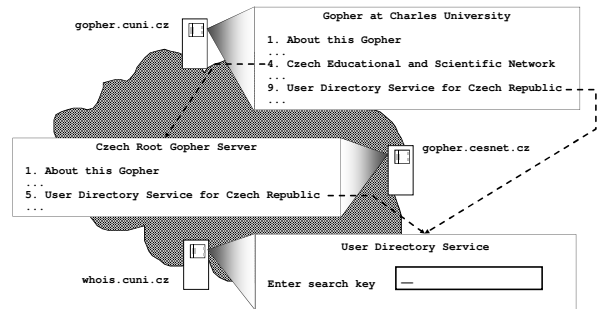 gopher.cuni.cz
Gopher at Charles University
1. About this Gopher
...
4. Czech Educational and Scientific Network
...
9. User Directory Service for Czech Republic
...
Czech Root Gopher Server
1. About this Gopher
...
5. User Directory Service for Czech Republic
...
gopher.cesnet.cz
whois.cuni.cz
User Directory Service
Enter search key